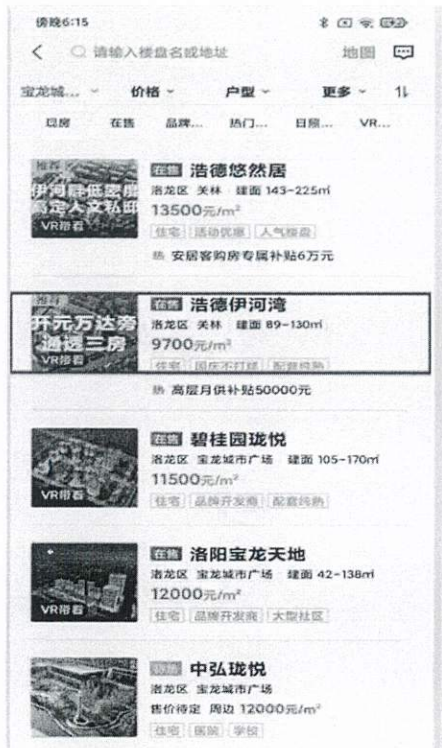 傍晚6:15
请输入楼盘名或地址 地图
宝龙城... 价格 户型 更多
现房 在售 品牌... 热门... 日照... VR...
推荐
伊河最低密度
高定人文私邸
VR带看
在售 浩德悠然居
洛龙区 关林 建面 143-225㎡
13500元/m²
住宅 活动优惠 人气楼盘
热 安居客购房专属补贴6万元
推荐
开元万达旁
通透三房
VR带看
在售 浩德伊河湾
洛龙区 关林 建面 89-130㎡
9700元/m²
住宅 国庆不打烊 配套纯熟
热 高层月供补贴50000元
VR带看
在售 碧桂园珑悦
洛龙区 宝龙城市广场 建面 105-170㎡
11500元/m²
住宅 品牌开发商 配套纯熟
VR带看
在售 洛阳宝龙天地
洛龙区 宝龙城市广场 建面 42-138㎡
12000元/m²
住宅 品牌开发商 大型社区
中弘珑悦
洛龙区 宝龙城市广场
售价待定 周边 12000元/m²
住宅 医院 学校